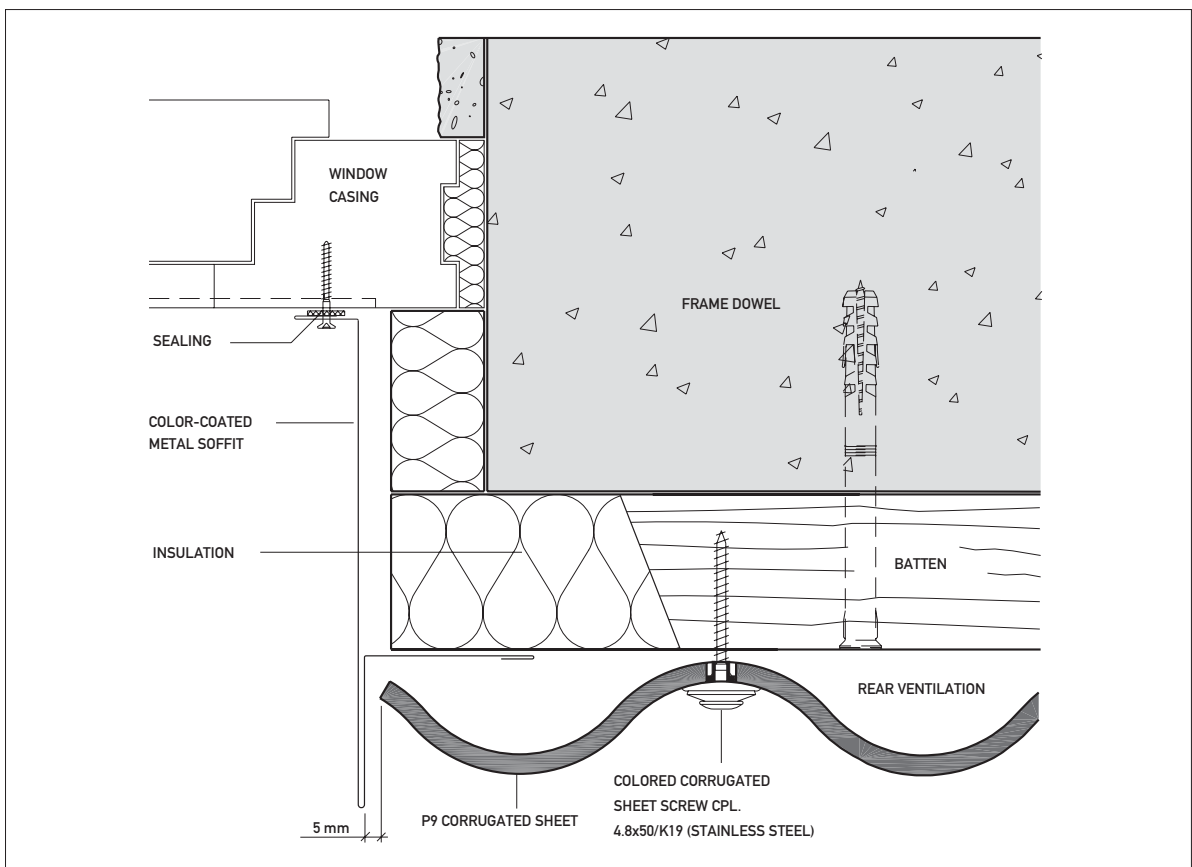 WINDOW
CASING
FRAME DOWEL
SEALING
COLOR-COATED
METAL SOFFIT
INSULATION
BATTEN
REAR VENTILATION
COLORED CORRUGATED
SHEET SCREW CPL.
4.8x50/K19 (STAINLESS STEEL)
P9 CORRUGATED SHEET
5 mm